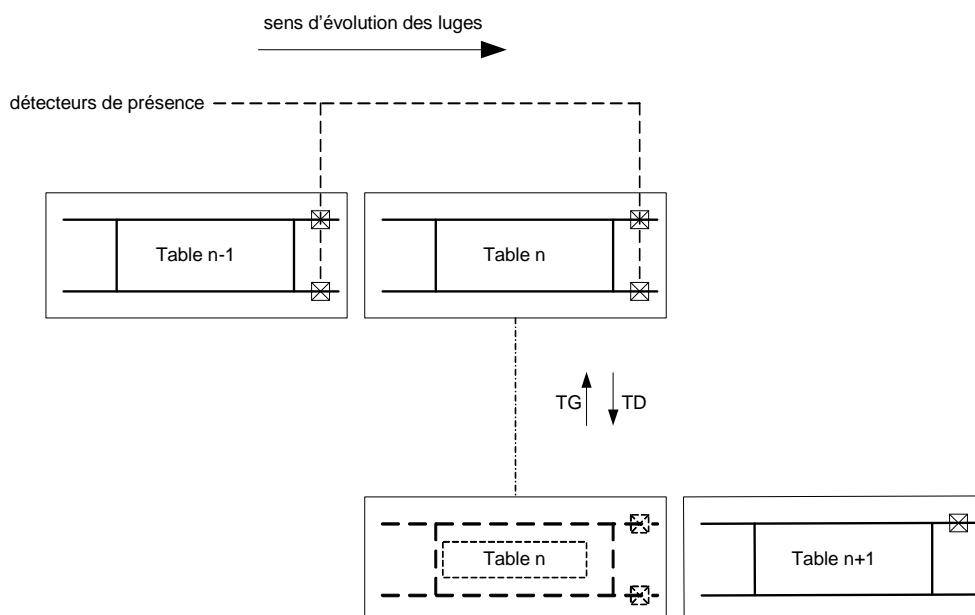 sens d'évolution des luges
détecteurs de présence
Table n-1
Table n
TG
TD
Table n
Table n+1